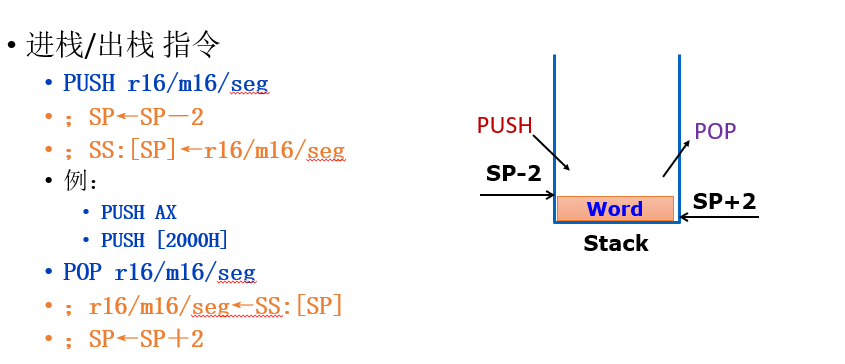 • 进栈/出栈 指令
• PUSH r16/m16/seg
• ；SP←SP－2
• ；SS:[SP]←r16/m16/seg
• 例：
• PUSH AX
• PUSH [2000H]
• POP r16/m16/seg
• ；r16/m16/seg←SS:[SP]
• ；SP←SP＋2
PUSH
POP
SP-2
SP+2
Word
Stack